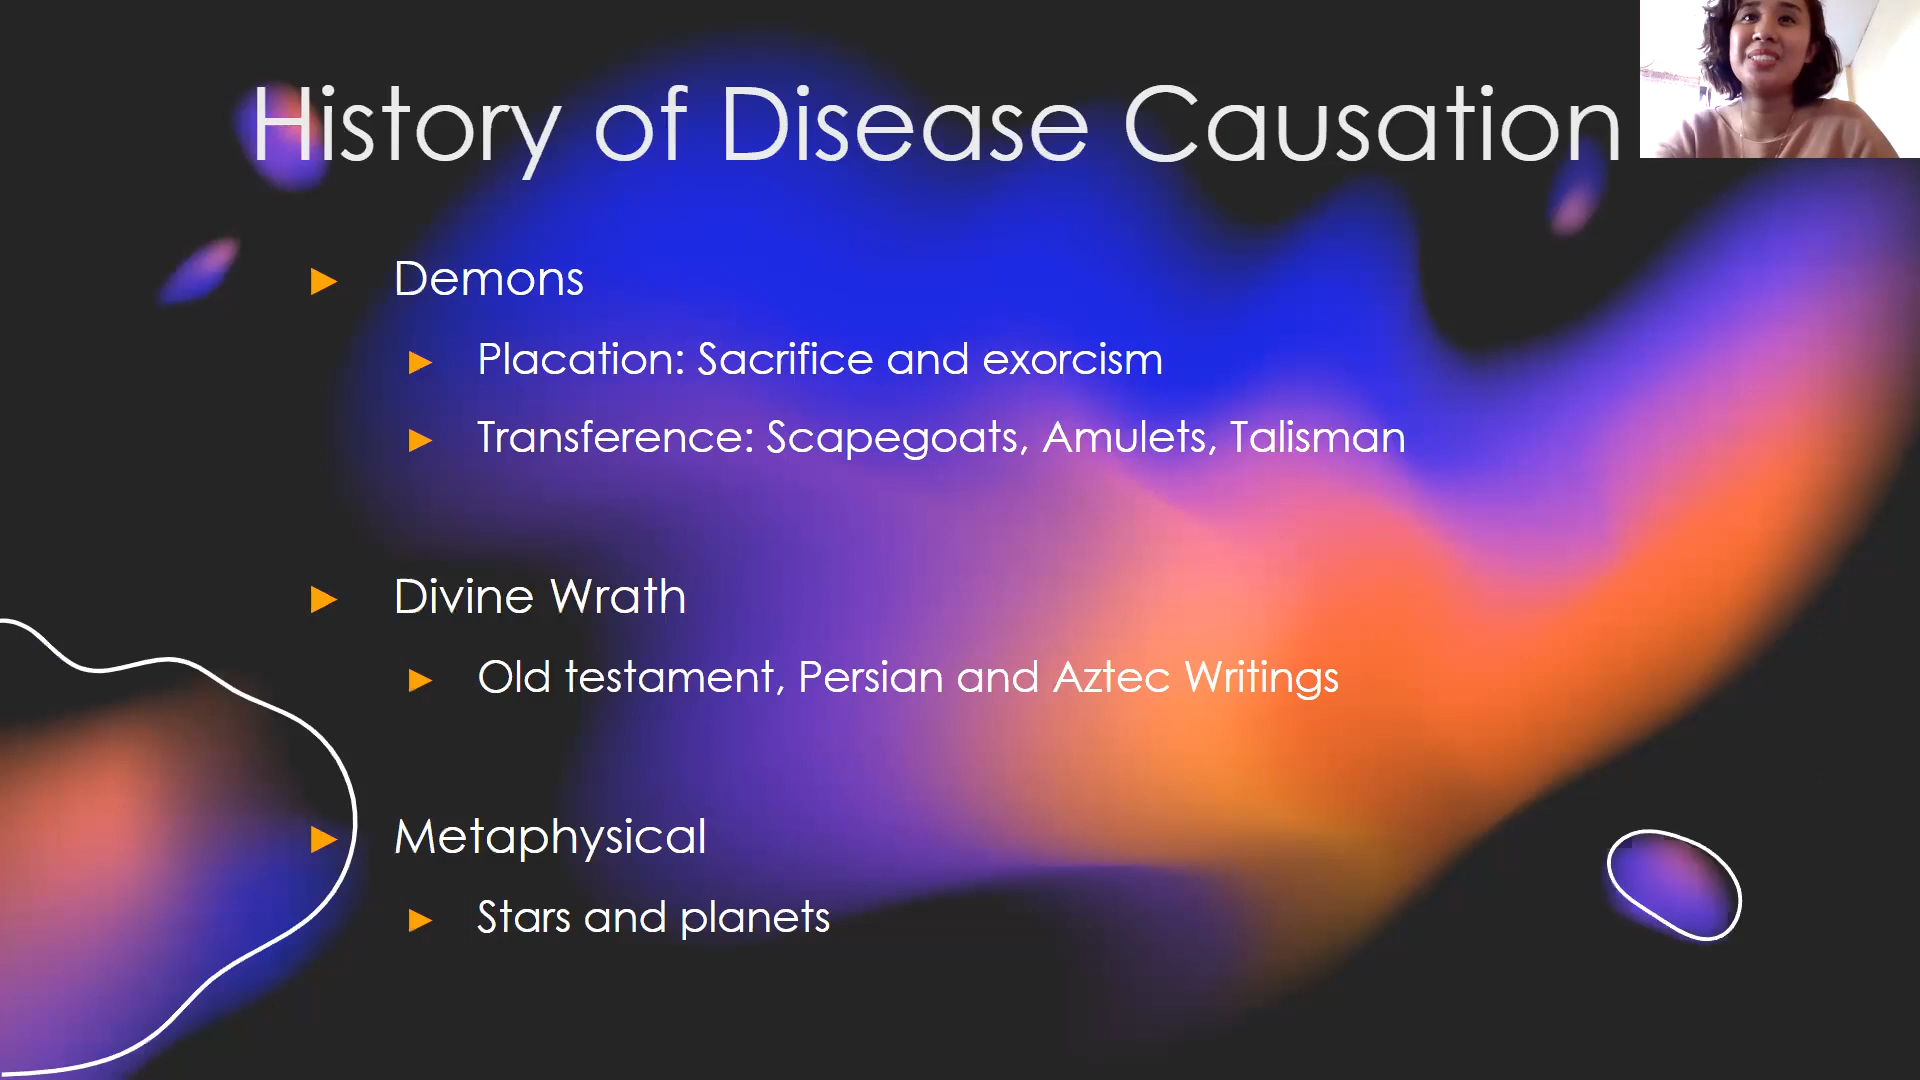 History of Disease Causation
Demons
Placation: Sacrifice and exorcism
Transference: Scapegoats, Amulets, Talisman
Divine Wrath
Old testament, Persian and Aztec Writings
Metaphysical
Stars and planets